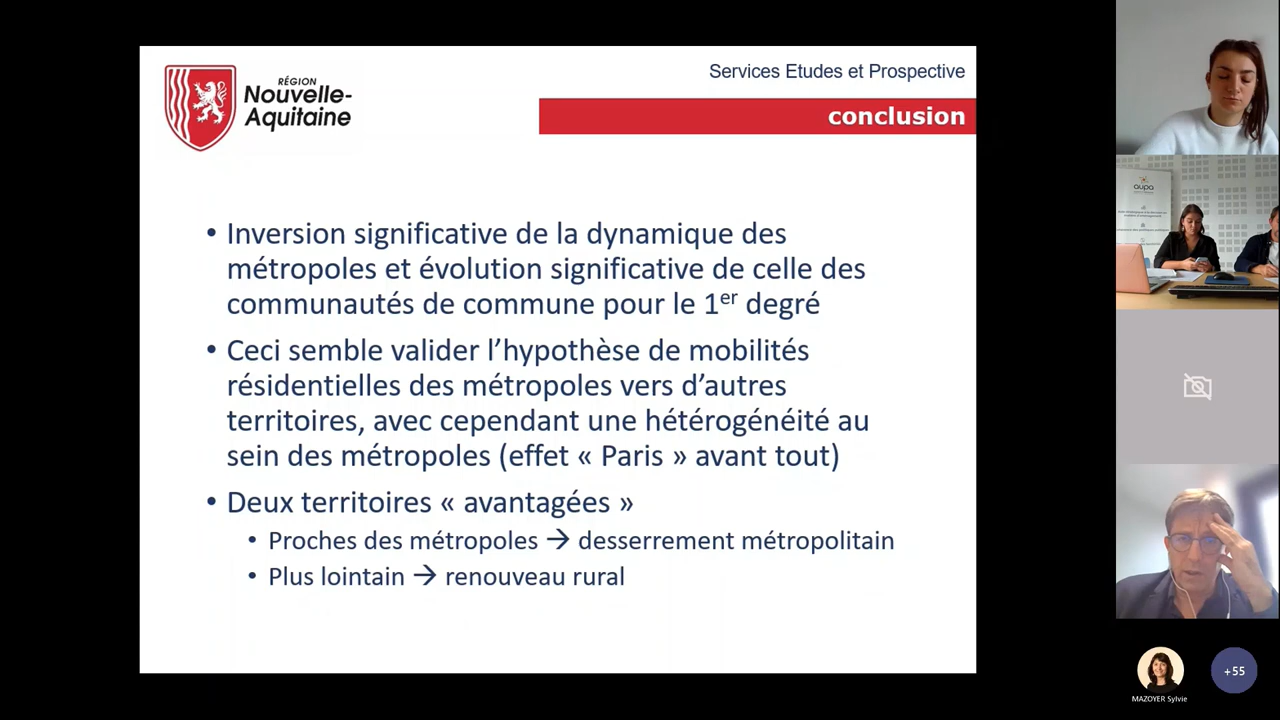 RÉGION
Nouvelle-
Aquitaine
Services Etudes et Prospective
conclusion
• Inversion significative de la dynamique des
métropoles et évolution significative de celle des
communautés de commune pour le 1er degré
• Ceci semble valider l’hypothèse de mobilités
résidentielles des métropoles vers d’autres
territoires, avec cependant une hétérogénéité au
sein des métropoles (effet « Paris » avant tout)
• Deux territoires « avantagées »
• Proches des métropoles → desserrement métropolitain
• Plus lointain → renouveau rural
aupa
MAZOYER Sylvie
+55